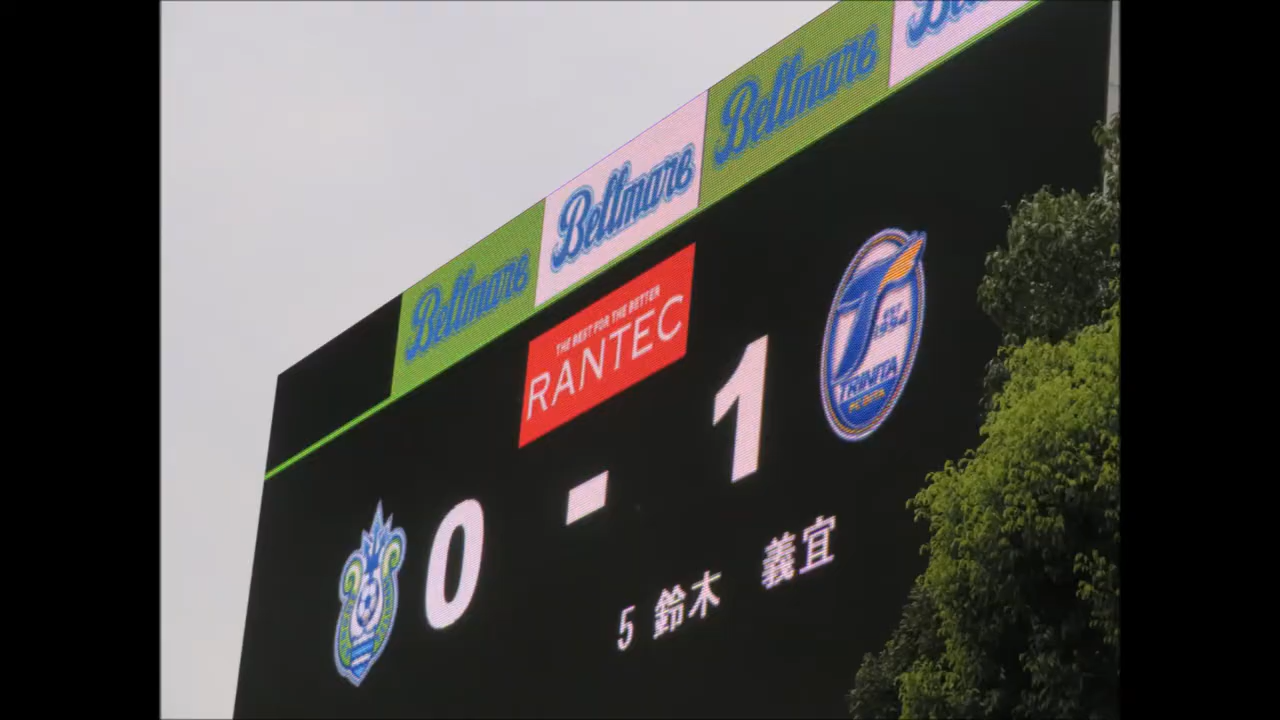 Bellmare
Bellmare
Bellmare
THE BEST FOR THE BETTER
RANTEC
0 - 1
TRINITA
5 鈴木 義宜